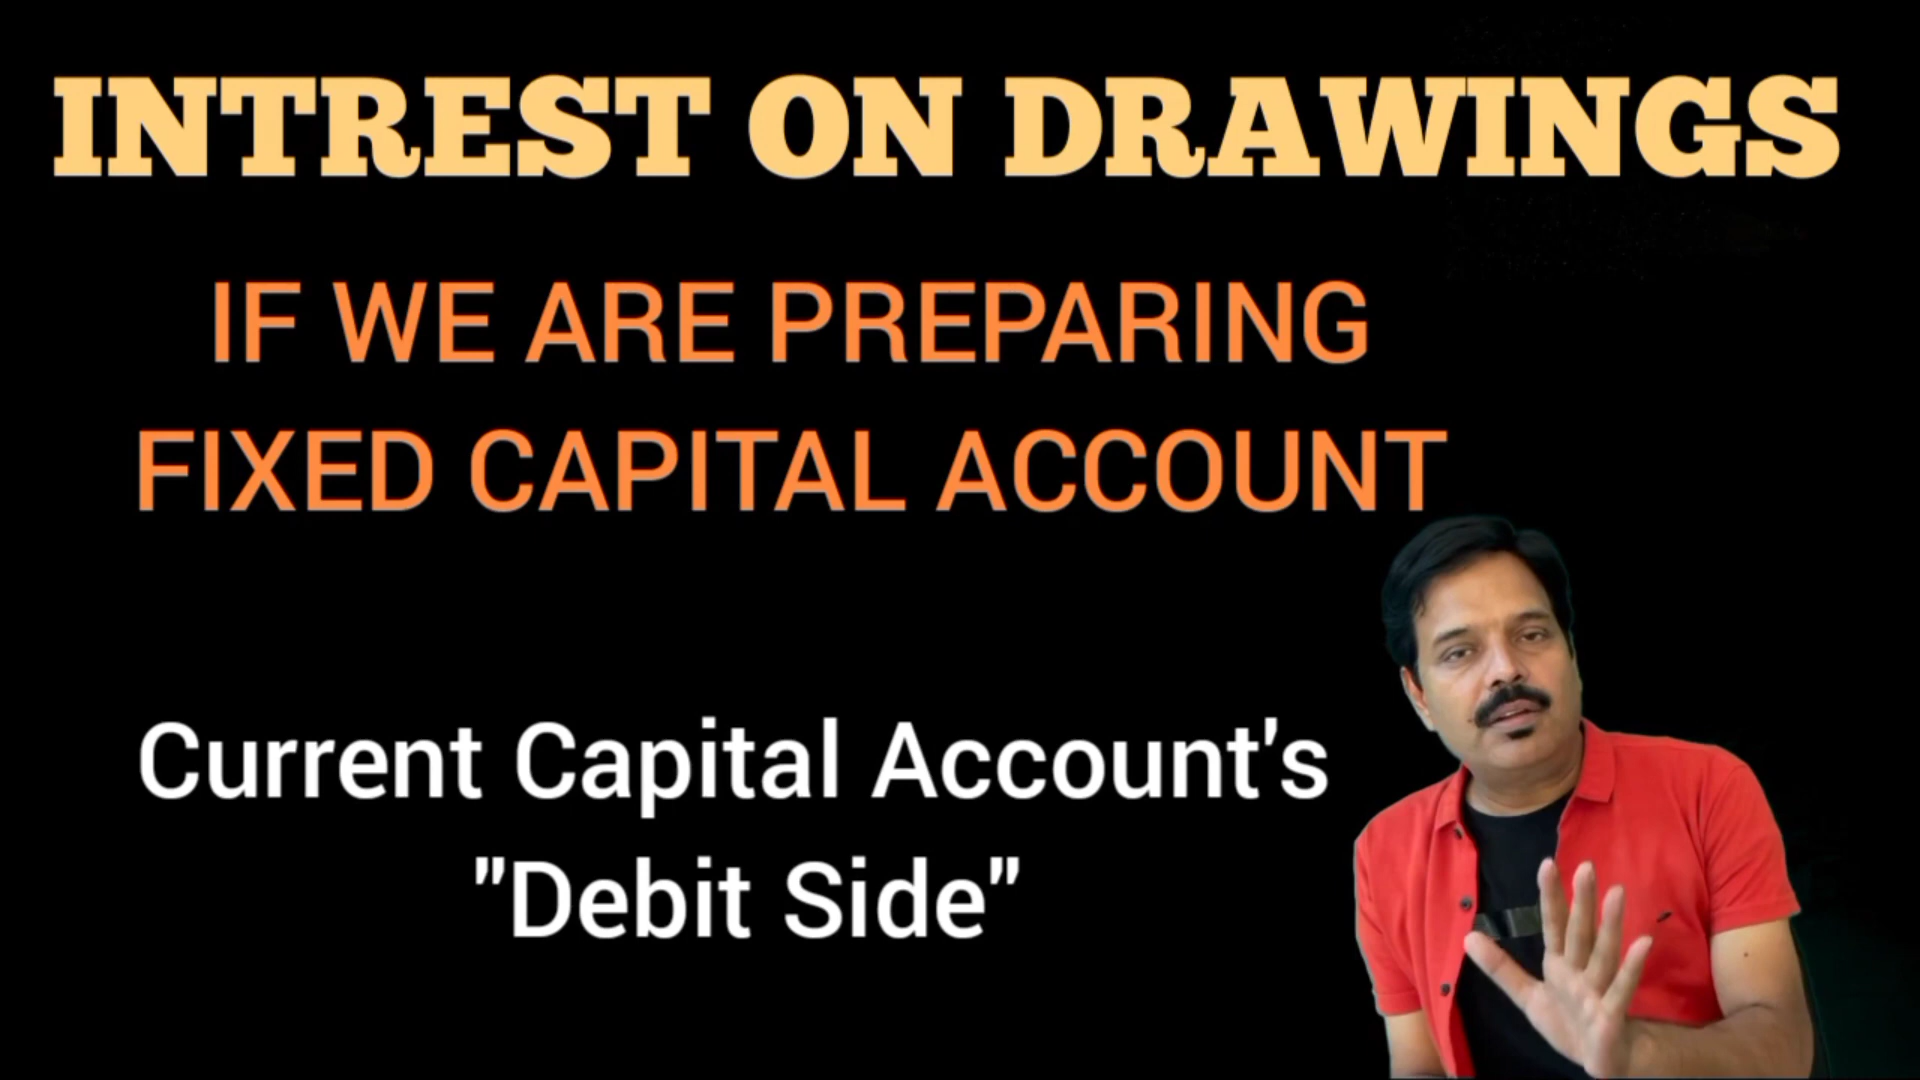 INTREST ON DRAWINGS
IF WE ARE PREPARING
FIXED CAPITAL ACCOUNT
Current Capital Account's
"Debit Side"